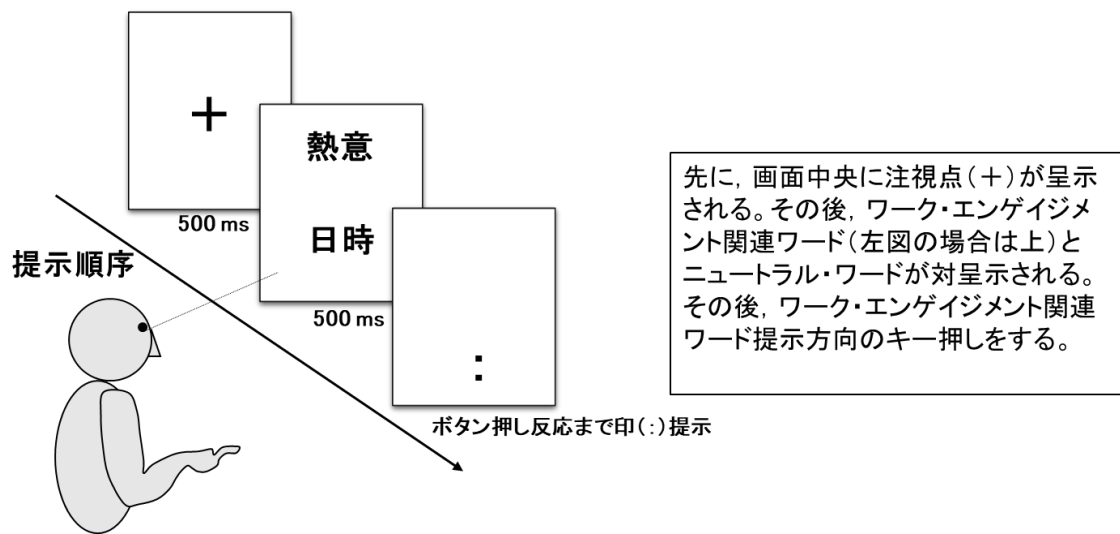 ＋
500 ms
熱意
日時
500 ms
:
ボタン押し反応まで印(:)提示
提示順序
先に, 画面中央に注視点(＋)が呈示
される。その後, ワーク・エンゲイジメ
ント関連ワード(左図の場合は上)と
ニュートラル・ワードが対呈示される。
その後, ワーク・エンゲイジメント関連
ワード提示方向のキー押しをする。